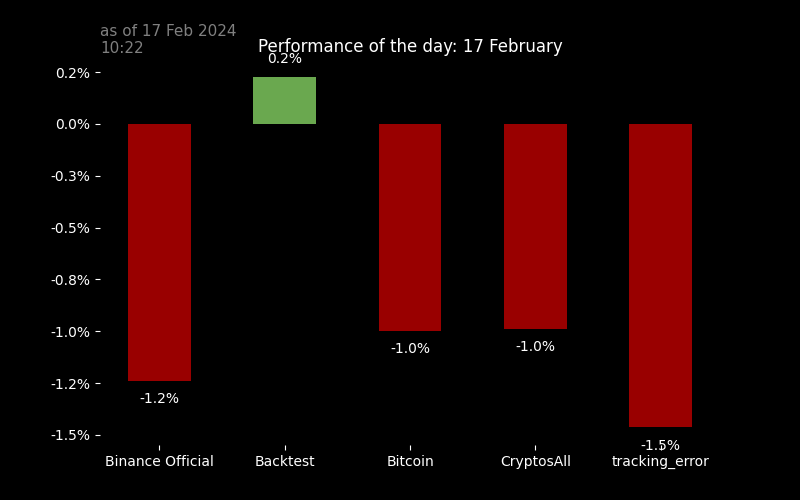 as of 17 Feb 2024
10:22
Performance of the day: 17 February
0.2%
0.2%
0.0%
-0.3%
-0.5%
-0.8%
-1.0%
-1.2%
-1.5%
-1.2%
-1.0%
-1.0%
-1.5%
Binance Official
Backtest
Bitcoin
CryptosAll
tracking_error